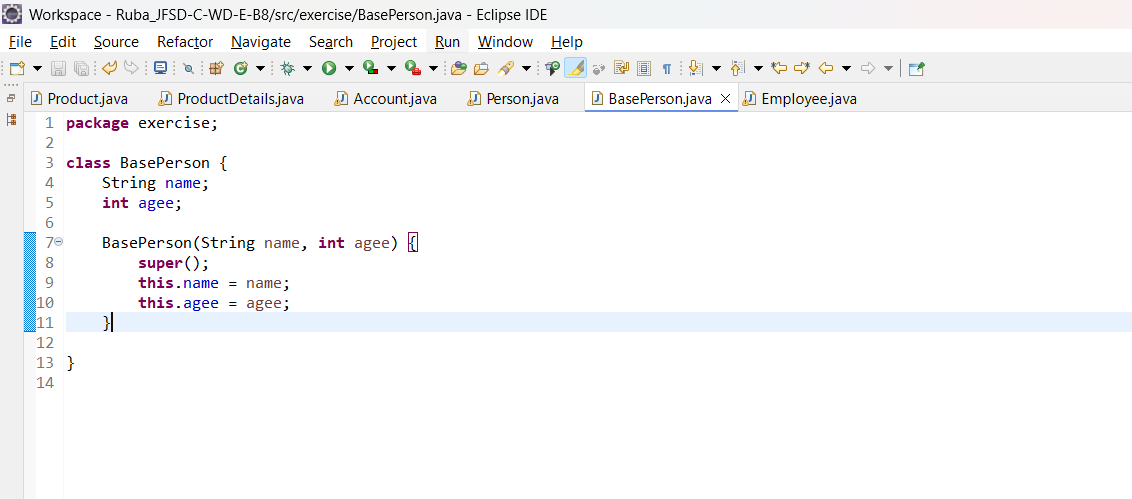 Workspace - Ruba_JFSD-C-WD-E-B8/src/exercise/BasePerson.java - Eclipse IDE
File Edit Source Refactor Navigate Search Project Run Window Help
Product.java ProductDetails.java Account.java Person.java BasePerson.java Employee.java
1 package exercise;
2
3 class BasePerson {
4     String name;
5     int agee;
6
7     BasePerson(String name, int agee) {
8         super();
9         this.name = name;
10         this.agee = agee;
11     }
12
13 }
14